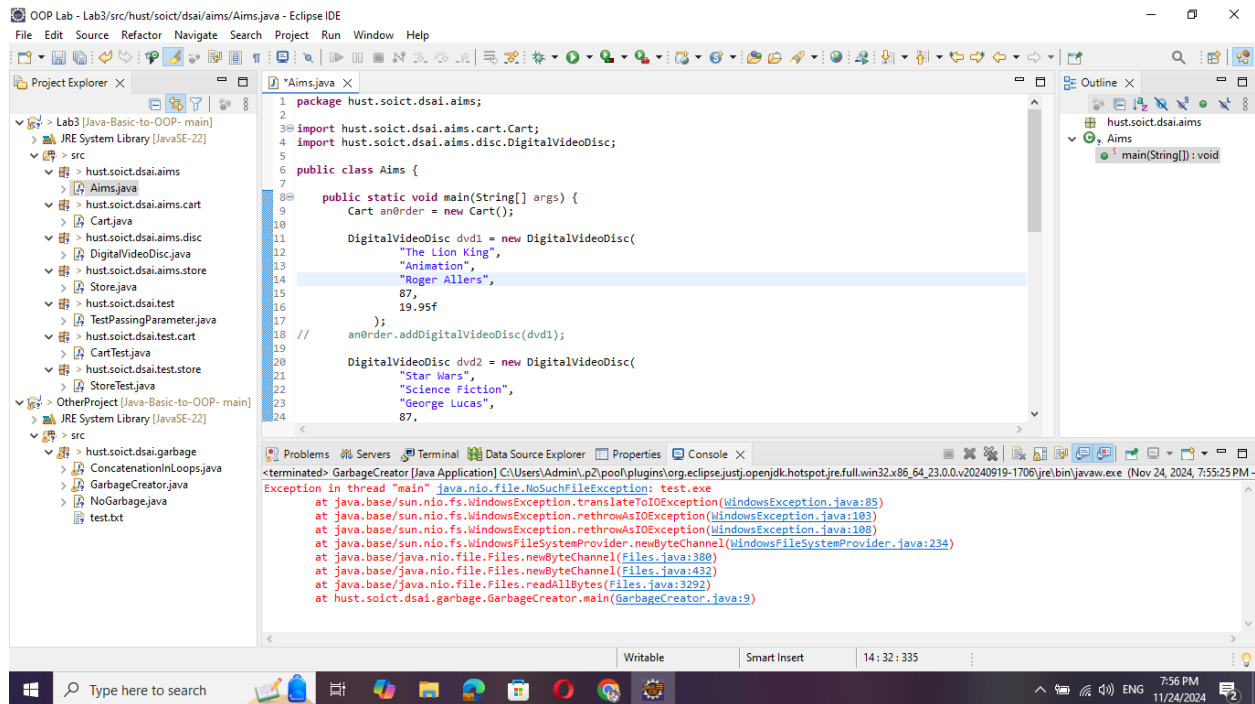 OOP Lab - Lab3/src/hust/soict/dsai/aims/Aims.java - Eclipse IDE
File Edit Source Refactor Navigate Search Project Run Window Help
Project Explorer
> Lab3 [Java-Basic-to-OOP- main]
JRE System Library [JavaSE-22]
> src
> hust.soict.dsai.aims
Aims.java
> hust.soict.dsai.aims.cart
Cart.java
> hust.soict.dsai.aims.disc
DigitalVideoDisc.java
> hust.soict.dsai.aims.store
Store.java
> hust.soict.dsai.test
TestPassingParameter.java
> hust.soict.dsai.test.cart
CartTest.java
> hust.soict.dsai.test.store
StoreTest.java
> OtherProject [Java-Basic-to-OOP- main]
JRE System Library [JavaSE-22]
> src
> hust.soict.dsai.garbage
ConcatenationInLoops.java
GarbageCreator.java
NoGarbage.java
test.txt
*Aims.java
1 package hust.soict.dsai.aims;
2
3 import hust.soict.dsai.aims.cart.Cart;
4 import hust.soict.dsai.aims.disc.DigitalVideoDisc;
5
6 public class Aims {
7
8 public static void main(String[] args) {
9 Cart anOrder = new Cart();
10
11 DigitalVideoDisc dvd1 = new DigitalVideoDisc(
12 "The Lion King",
13 "Animation",
14 "Roger Allers",
15 87,
16 19.95f
17 );
18 // anOrder.addDigitalVideoDisc(dvd1);
19
20 DigitalVideoDisc dvd2 = new DigitalVideoDisc(
21 "Star Wars",
22 "Science Fiction",
23 "George Lucas",
24 87,
Outline
hust.soict.dsai.aims
Aims
main(String[]) : void
Problems Servers Terminal Data Source Explorer Properties Console
<terminated> GarbageCreator [Java Application] C:\Users\Admin\.p2\pool\plugins\org.eclipse.justj.openjdk.hotspot.jre.full.win32.x86_64_23.0.0.v20240919-1706\jre\bin\javaw.exe (Nov 24, 2024, 7:55:25 PM -
Exception in thread "main" java.nio.file.NoSuchFileException: test.exe
at java.base/sun.nio.fs.WindowsException.translateToIOException(WindowsException.java:85)
at java.base/sun.nio.fs.WindowsException.rethrowAsIOException(WindowsException.java:103)
at java.base/sun.nio.fs.WindowsException.rethrowAsIOException(WindowsException.java:108)
at java.base/sun.nio.fs.WindowsFileSystemProvider.newByteChannel(WindowsFileSystemProvider.java:234)
at java.base/java.nio.file.Files.newByteChannel(Files.java:380)
at java.base/java.nio.file.Files.newByteChannel(Files.java:432)
at java.base/java.nio.file.Files.readAllBytes(Files.java:3292)
at hust.soict.dsai.garbage.GarbageCreator.main(GarbageCreator.java:9)
Writable Smart Insert 14 : 32 : 335
Type here to search
ENG
7:56 PM
11/24/2024
2